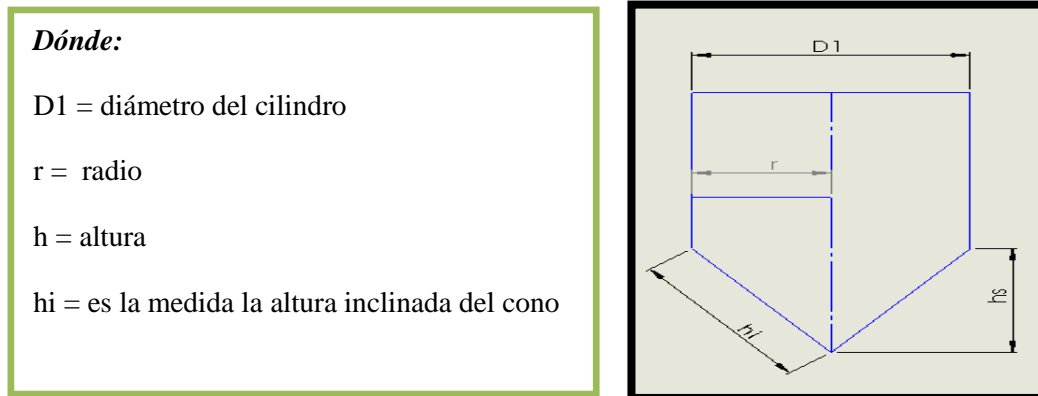 Dónde:
D1 = diámetro del cilindro
r = radio
h = altura
hi = es la medida la altura inclinada del cono
D1
r
hi
hs